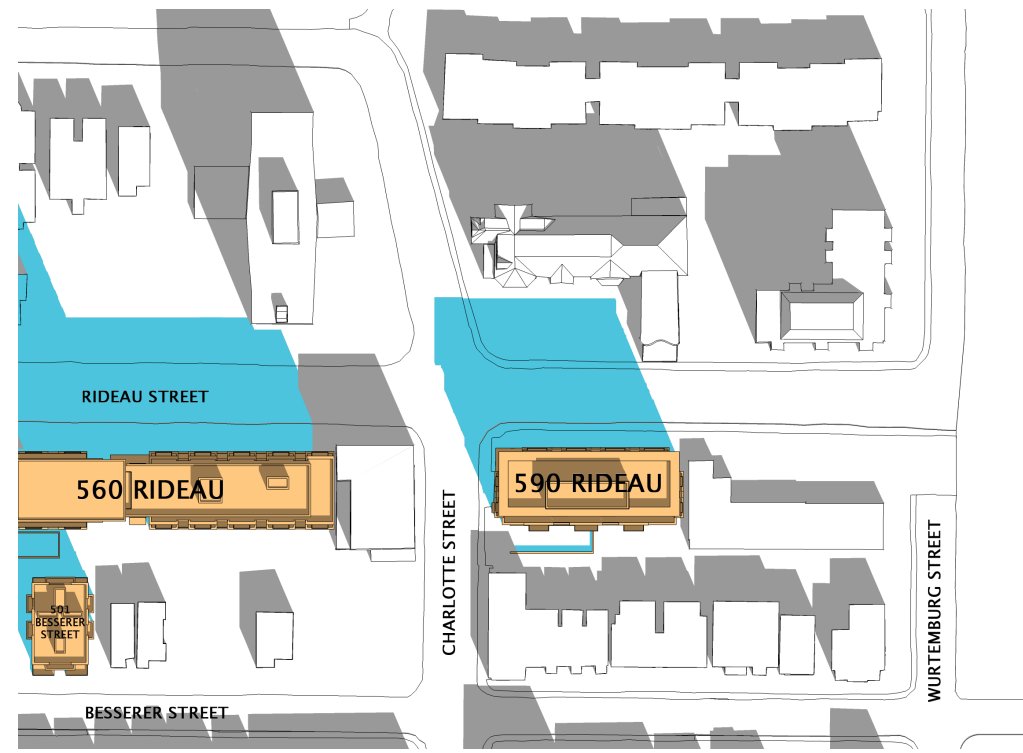 RIDEAU STREET
560 RIDEAU
590 RIDEAU
CHARLOTTE STREET
WURTEMBURG STREET
501
BESSERER
STREET
BESSERER STREET